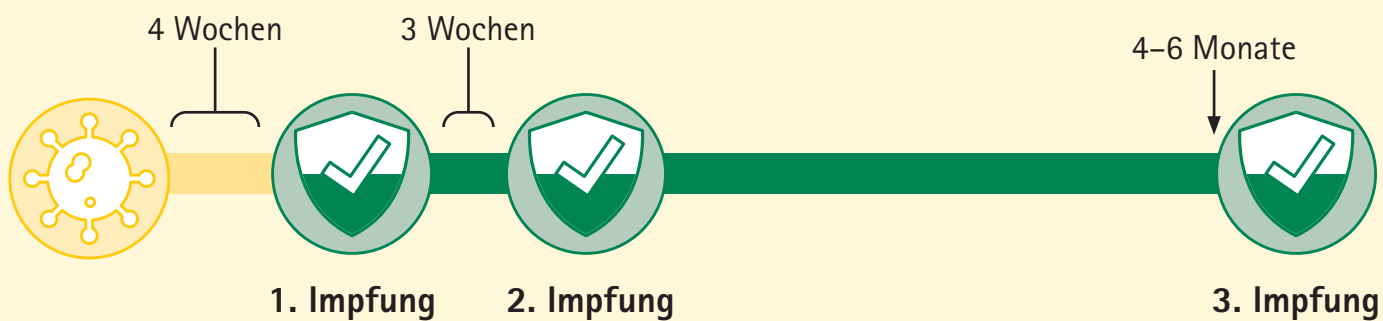 4 Wochen
3 Wochen
4–6 Monate
1. Impfung
2. Impfung
3. Impfung